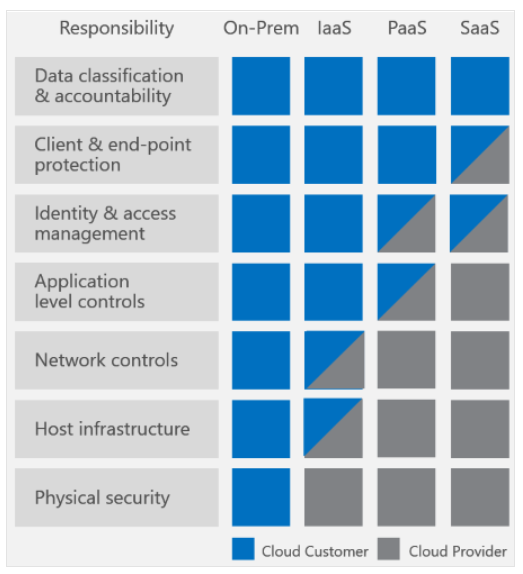 Responsibility On-Prem IaaS PaaS SaaS
Data classification
& accountability
Client & end-point
protection
Identity & access
management
Application
level controls
Network controls
Host infrastructure
Physical security
Cloud Customer Cloud Provider